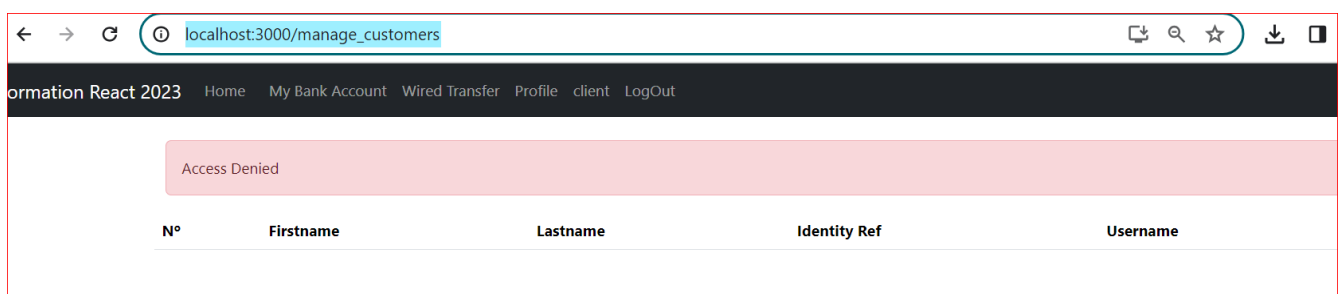 localhost:3000/manage_customers
ormation React 2023 Home My Bank Account Wired Transfer Profile client LogOut
Access Denied
Nº Firstname Lastname Identity Ref Username